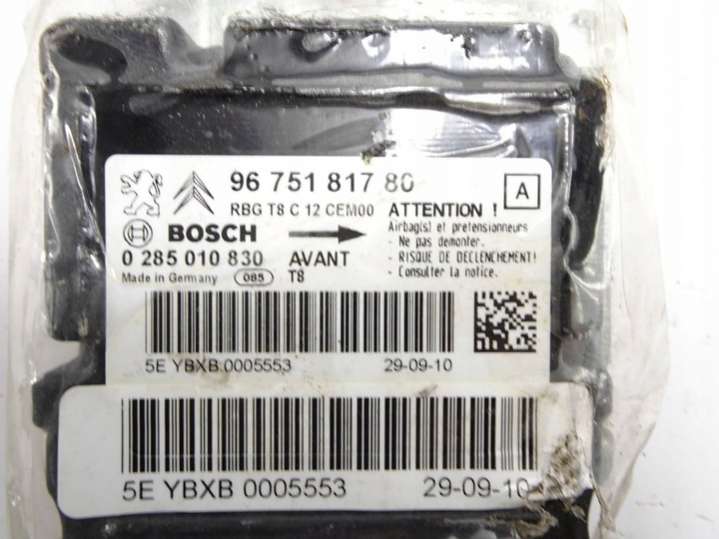 96 751 817 80
A
RBG T8 C 12 CEM00
ATTENTION !
BOSCH
Airbag(s) et pretensionneurs
- Ne pas demonter.
0 285 010 830 AVANT
- RISQUE DE DECLENCHEMENT!
Made in Germany 085 T8
- Consulter la notice.
5E YBXB 0005553 29-09-10
5E YBXB 0005553 29-09-10